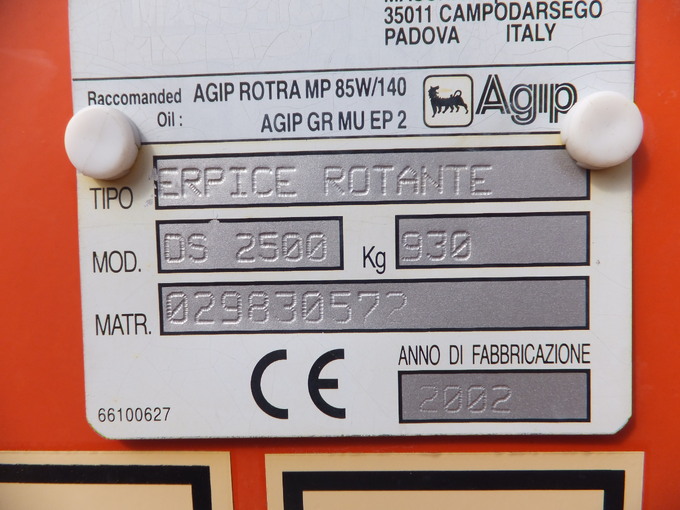 35011 CAMPODARSEGO
PADOVA ITALY
Raccomanded Oil : AGIP ROTRA MP 85W/140
AGIP GR MU EP 2
Agip
TIPO ERPICE ROTANTE
MOD. DS 2500 Kg 930
MATR. 029830572
ANNO DI FABBRICAZIONE
CE
2002
66100627